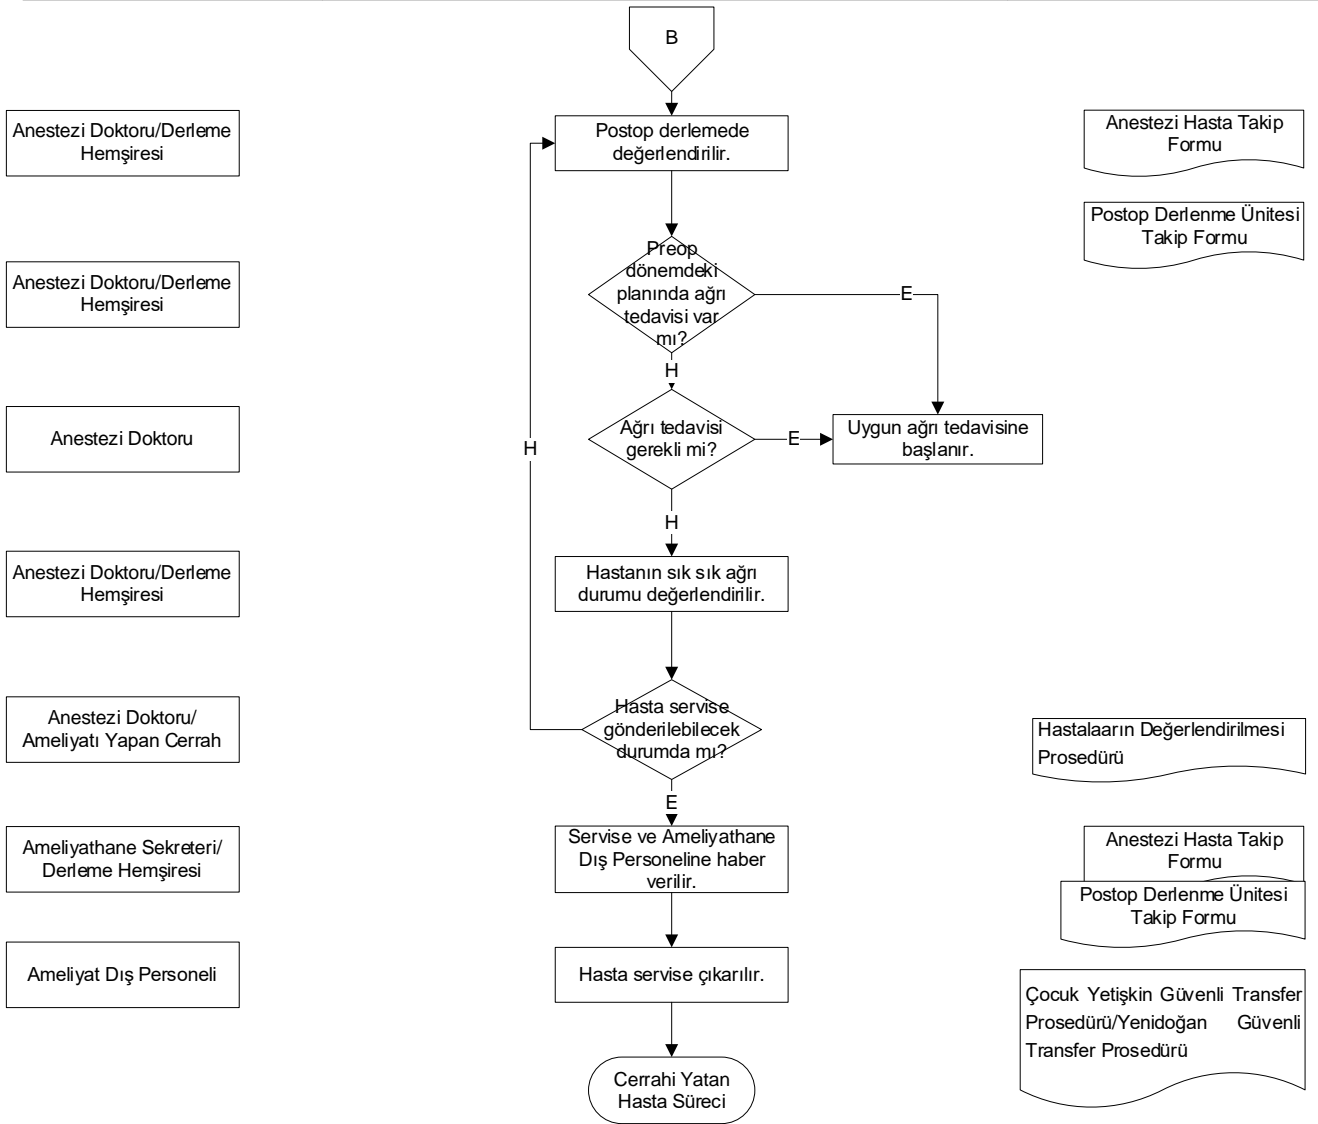 B
Anestezi Doktoru/Derleme
Hemşiresi
Postop derlemede
değerlendirilir.
Anestezi Hasta Takip
Formu
Postop Derlenme Ünitesi
Takip Formu
Anestezi Doktoru/Derleme
Hemşiresi
Preop
dönemdeki
planında ağrı
tedavisi var
mı?
E
H
Anestezi Doktoru
Ağrı tedavisi
gerekli mi?
E
Uygun ağrı tedavisine
başlanır.
H
H
Anestezi Doktoru/Derleme
Hemşiresi
Hastanın sık sık ağrı
durumu değerlendirilir.
Anestezi Doktoru/
Ameliyatı Yapan Cerrah
Hasta servise
gönderilebilecek
durumda mı?
Hastalaarın Değerlendirilmesi
Prosedürü
E
Ameliyathane Sekreteri/
Derleme Hemşiresi
Servise ve Ameliyathane
Dış Personeline haber
verilir.
Anestezi Hasta Takip
Formu
Postop Derlenme Ünitesi
Takip Formu
Ameliyat Dış Personeli
Hasta servise çıkarılır.
Çocuk Yetişkin Güvenli Transfer
Prosedürü/Yenidoğan Güvenli
Transfer Prosedürü
Cerrahi Yatan
Hasta Süreci